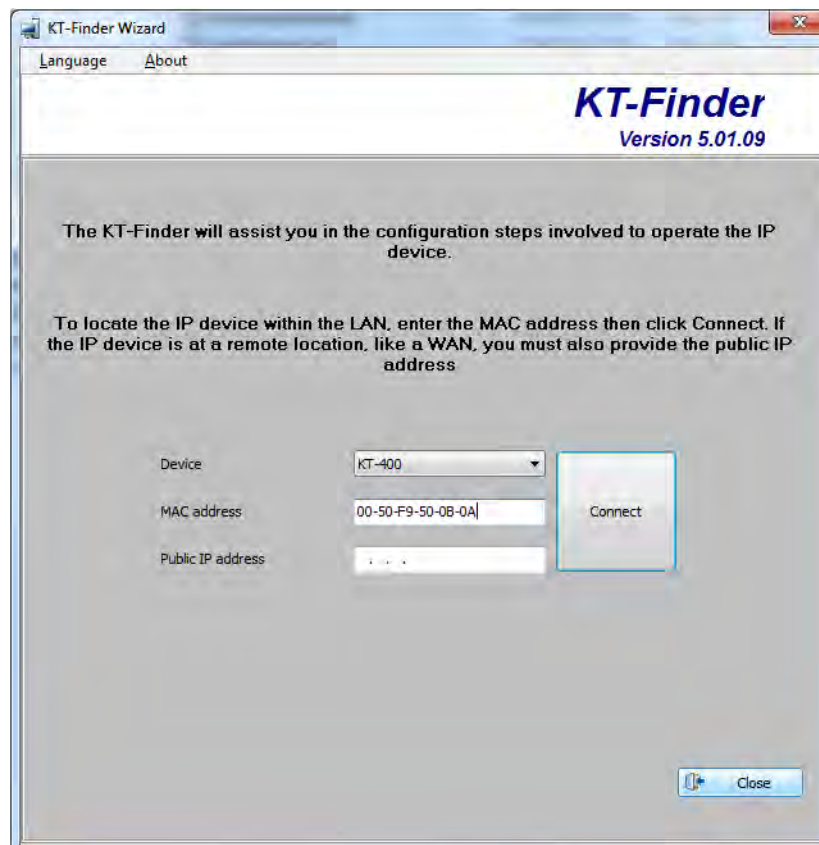 KT-Finder Wizard
Language About
KT-Finder
Version 5.01.09
The KT-Finder will assist you in the configuration steps involved to operate the IP
device.
To locate the IP device within the LAN, enter the MAC address then click Connect. If
the IP device is at a remote location, like a WAN, you must also provide the public IP
address
Device KT-400
MAC address 00-50-F9-50-0B-0A Connect
Public IP address . . .
Close